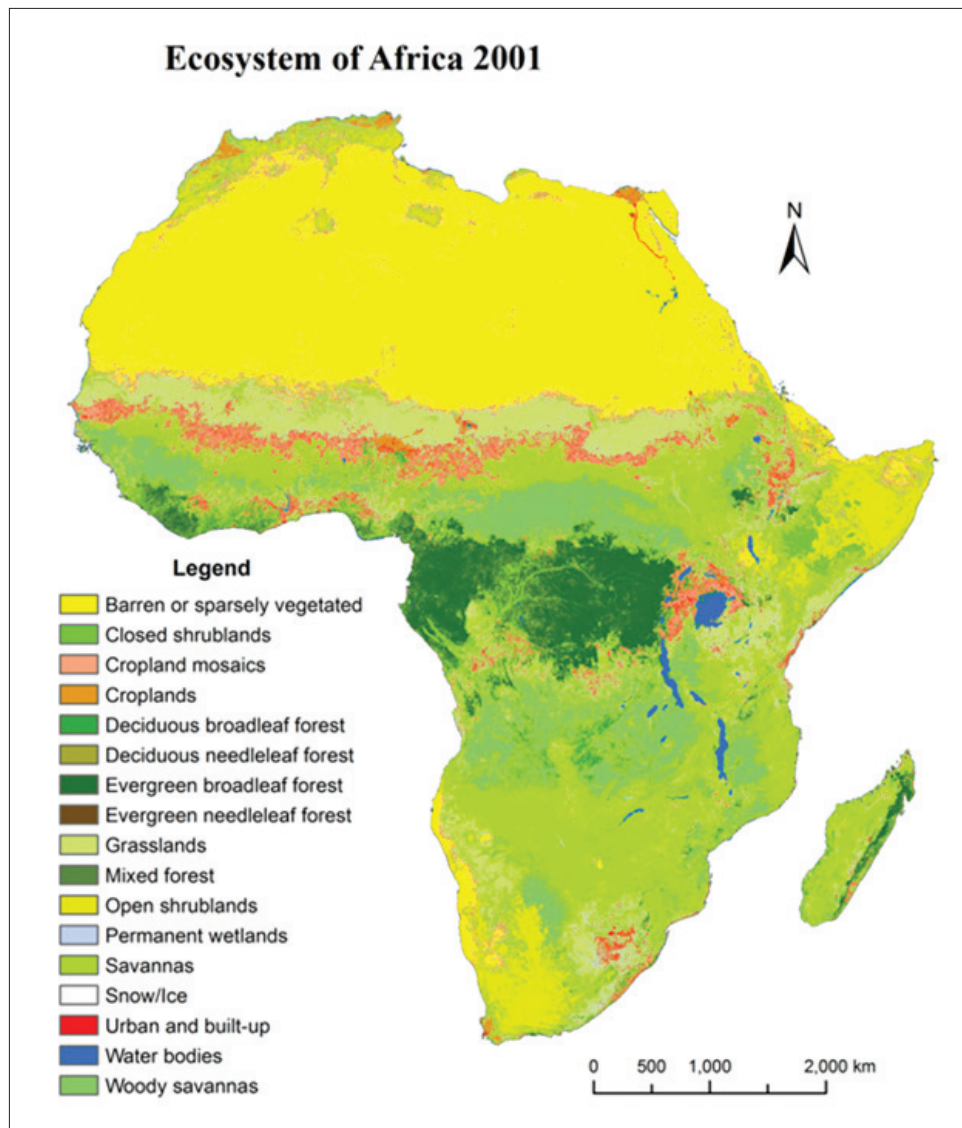 Ecosystem of Africa 2001
N
Legend
Barren or sparsely vegetated
Closed shrublands
Cropland mosaics
Croplands
Deciduous broadleaf forest
Deciduous needleleaf forest
Evergreen broadleaf forest
Evergreen needleleaf forest
Grasslands
Mixed forest
Open shrublands
Permanent wetlands
Savannas
Snow/Ice
Urban and built-up
Water bodies
Woody savannas
0 500 1,000 2,000 km